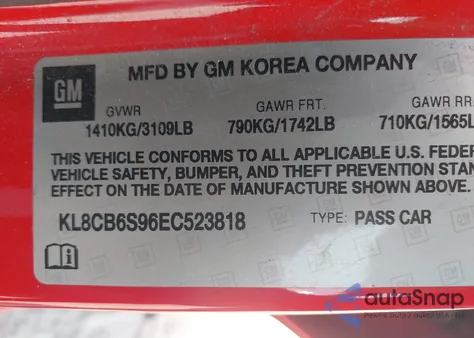 GM
MFD BY GM KOREA COMPANY
GVWR GAWR FRT. GAWR RR.
1410KG/3109LB 790KG/1742LB 710KG/1565L
THIS VEHICLE CONFORMS TO ALL APPLICABLE U.S. FEDER
VEHICLE SAFETY, BUMPER, AND THEFT PREVENTION STAN
EFFECT ON THE DATE OF MANUFACTURE SHOWN ABOVE.
KL8CB6S96EC523818 TYPE: PASS CAR
autoSnap